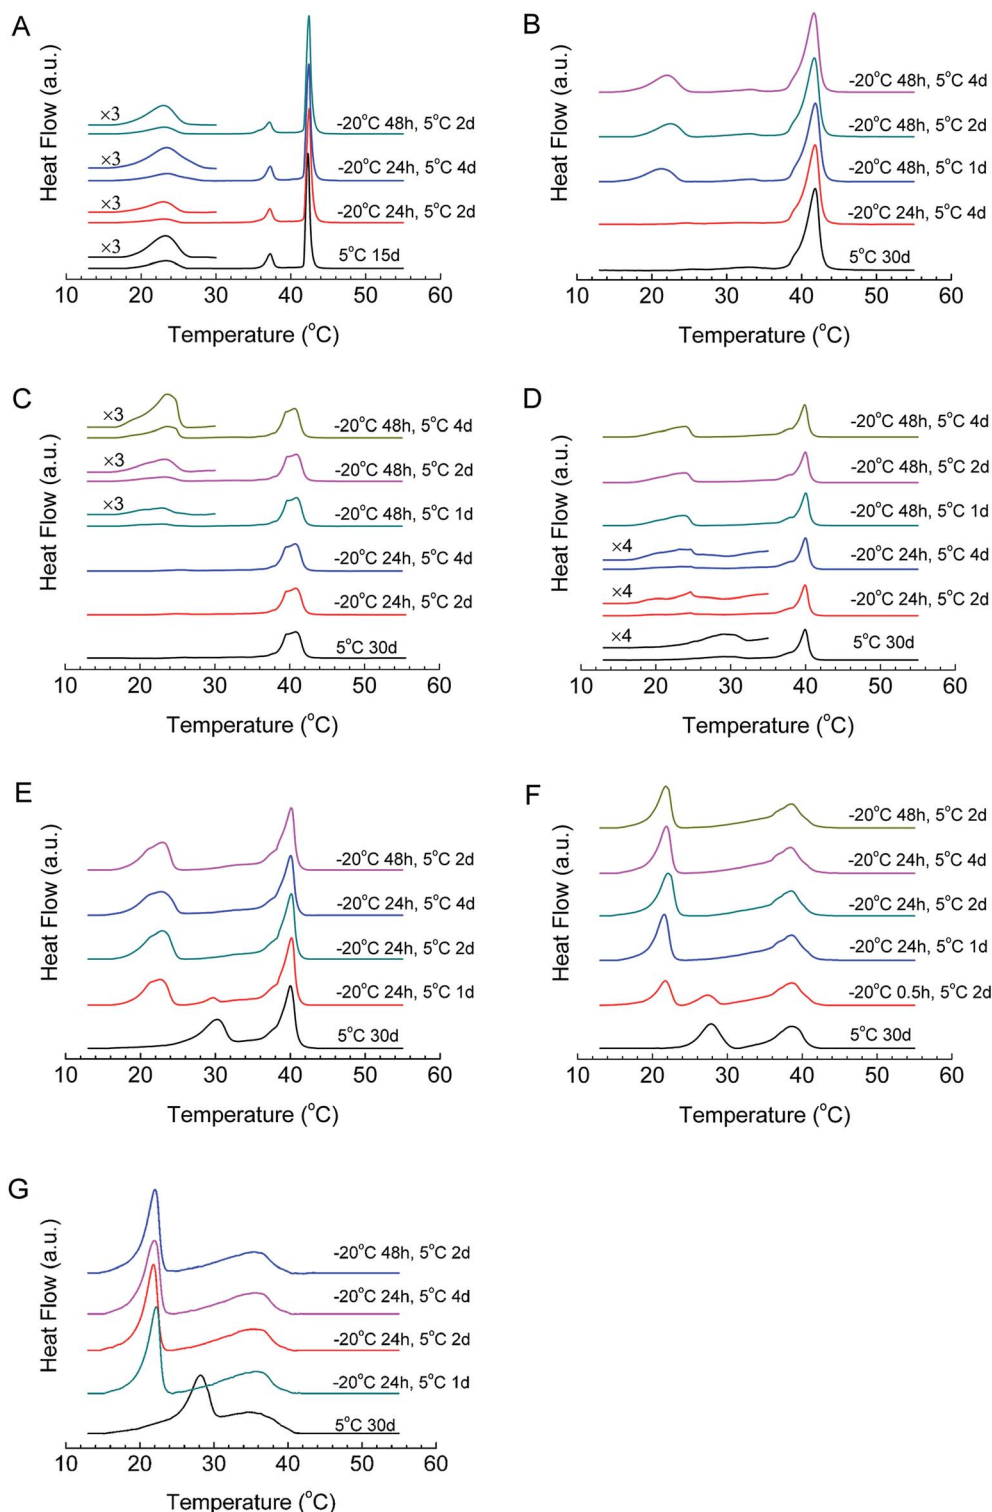 A
Heat Flow (a.u.)
×3
-20°C 48h, 5°C 2d
×3
-20°C 24h, 5°C 4d
×3
-20°C 24h, 5°C 2d
×3
5°C 15d
10 20 30 40 50 60
Temperature (°C)
B
Heat Flow (a.u.)
-20°C 48h, 5°C 4d
-20°C 48h, 5°C 2d
-20°C 48h, 5°C 1d
-20°C 24h, 5°C 4d
5°C 30d
10 20 30 40 50 60
Temperature (°C)
C
Heat Flow (a.u.)
×3
-20°C 48h, 5°C 4d
×3
-20°C 48h, 5°C 2d
×3
-20°C 48h, 5°C 1d
-20°C 24h, 5°C 4d
-20°C 24h, 5°C 2d
5°C 30d
10 20 30 40 50 60
Temperature (°C)
D
Heat Flow (a.u.)
-20°C 48h, 5°C 4d
-20°C 48h, 5°C 2d
-20°C 48h, 5°C 1d
×4
-20°C 24h, 5°C 4d
×4
-20°C 24h, 5°C 2d
×4
5°C 30d
10 20 30 40 50 60
Temperature (°C)
E
Heat Flow (a.u.)
-20°C 48h, 5°C 2d
-20°C 24h, 5°C 4d
-20°C 24h, 5°C 2d
-20°C 24h, 5°C 1d
5°C 30d
10 20 30 40 50 60
Temperature (°C)
F
Heat Flow (a.u.)
-20°C 48h, 5°C 2d
-20°C 24h, 5°C 4d
-20°C 24h, 5°C 2d
-20°C 24h, 5°C 1d
-20°C 0.5h, 5°C 2d
5°C 30d
10 20 30 40 50 60
Temperature (°C)
G
Heat Flow (a.u.)
-20°C 48h, 5°C 2d
-20°C 24h, 5°C 4d
-20°C 24h, 5°C 2d
-20°C 24h, 5°C 1d
5°C 30d
10 20 30 40 50 60
Temperature (°C)